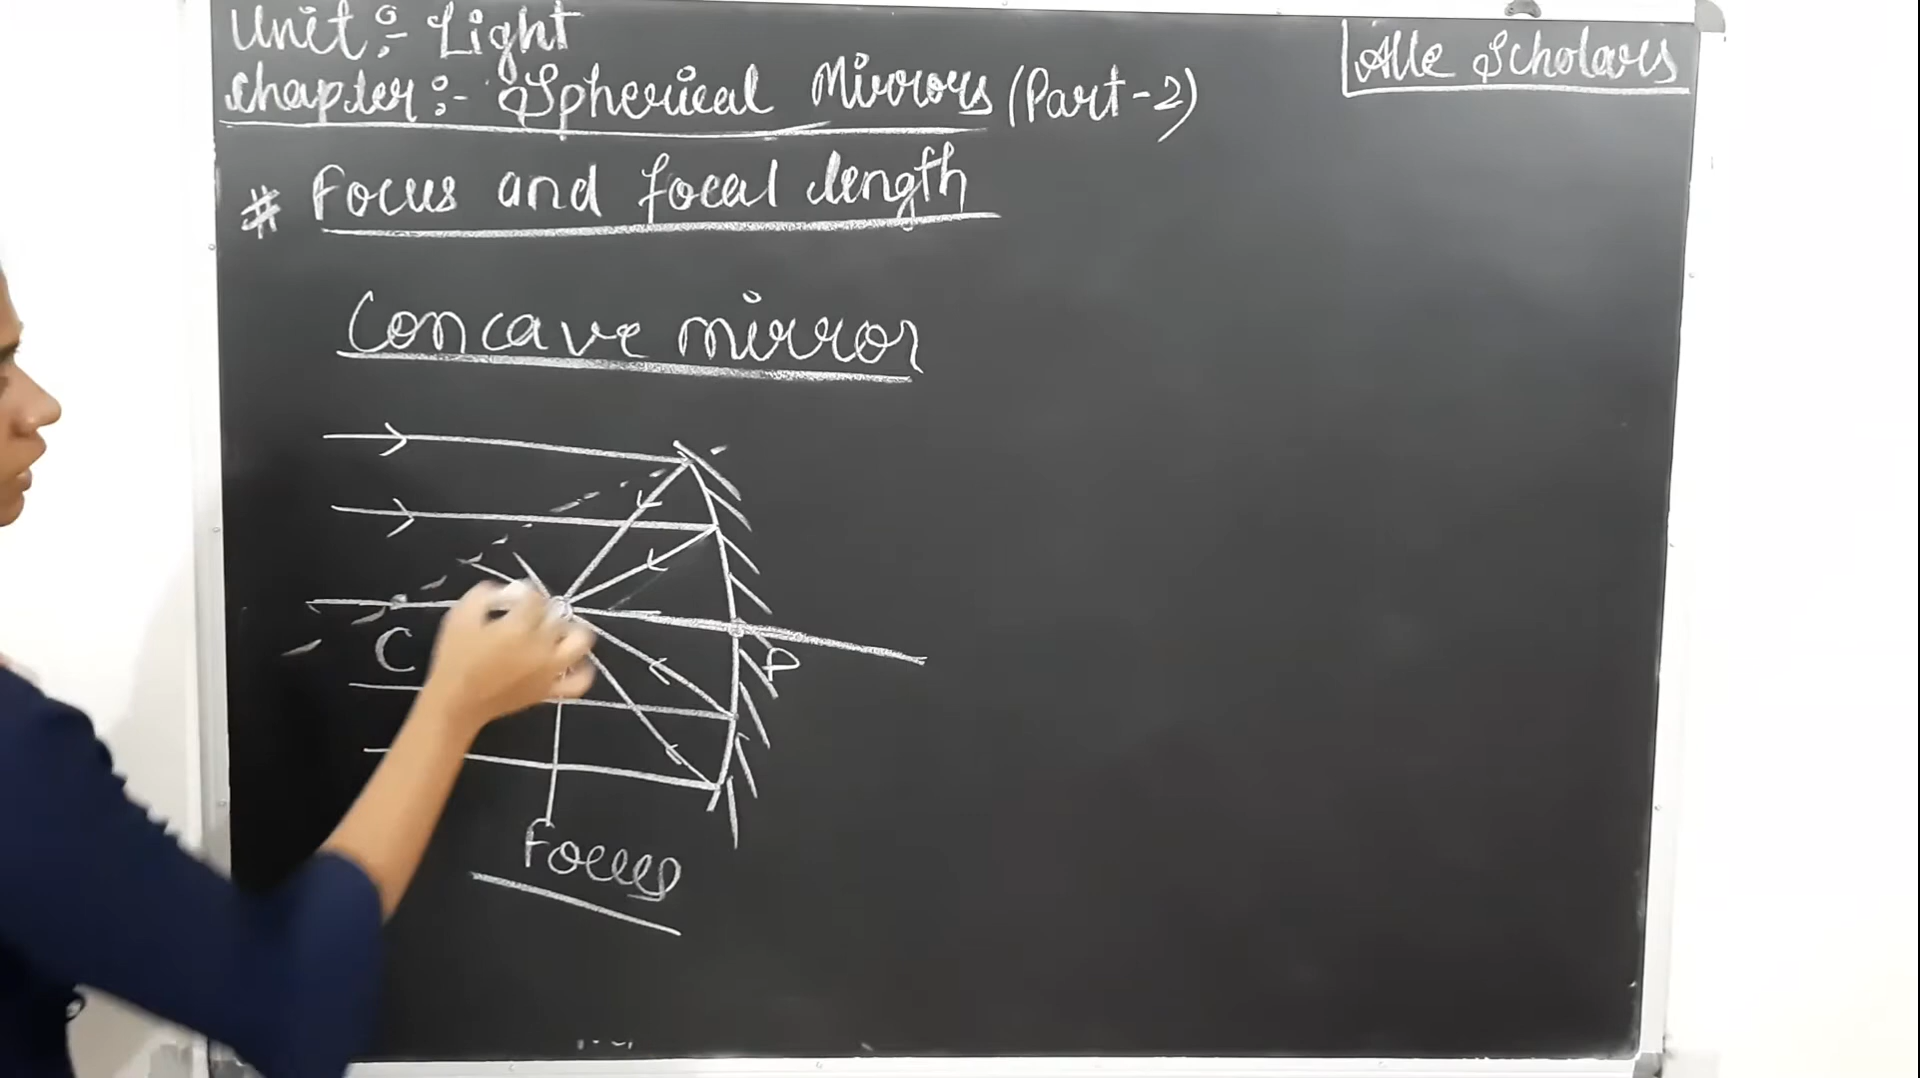 Unit :- Light
Chapter :- Spherical Mirrors (Part-2)
Alle Scholars
# Focus and focal length
Concave mirror
C
P
Focus